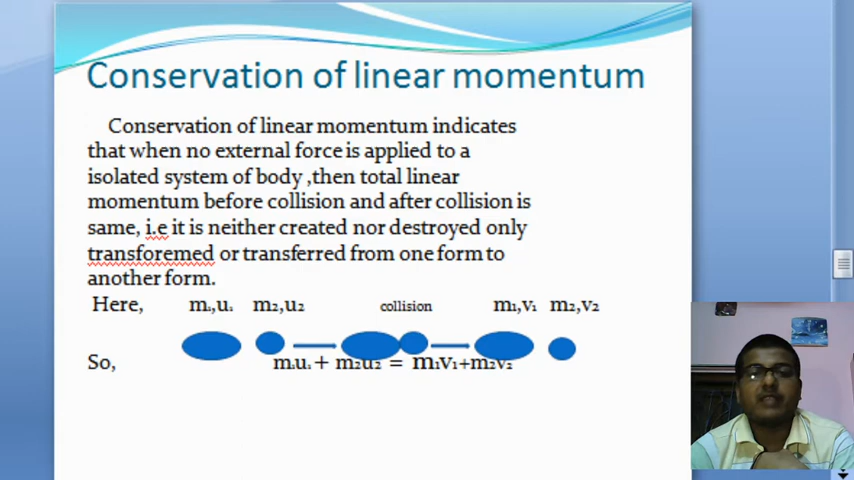 Conservation of linear momentum
Conservation of linear momentum indicates
that when no external force is applied to a
isolated system of body ,then total linear
momentum before collision and after collision is
same, i.e it is neither created nor destroyed only
transforemed or transferred from one form to
another form.
Here, m₁,u₁ m₂,u₂ collision m₁,v₁ m₂,v₂
So, m₁u₁ + m₂u₂ = m₁v₁+m₂v₂